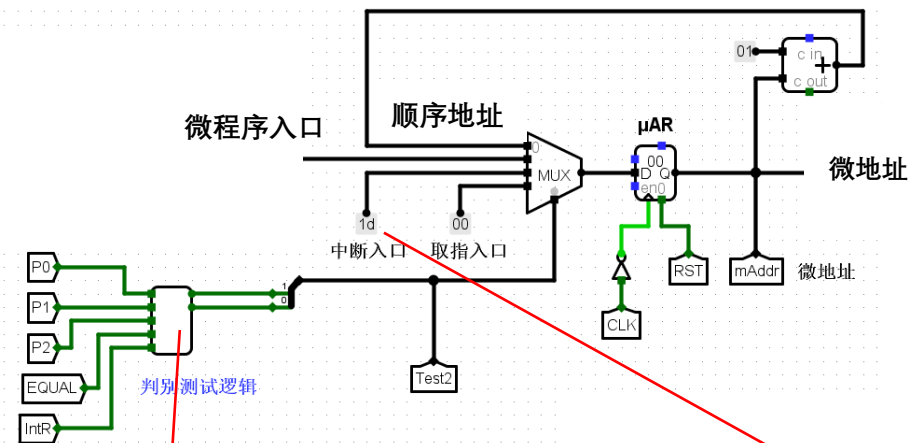 01
c in
+
c out
顺序地址
微程序入口
μAR
0
MUX
00
D Q
en0
微地址
1d
00
中断入口
取指入口
P0
P1
P2
EQUAL
IntR
1
0
判别测试逻辑
Test2
CLK
RST
mAddr
微地址